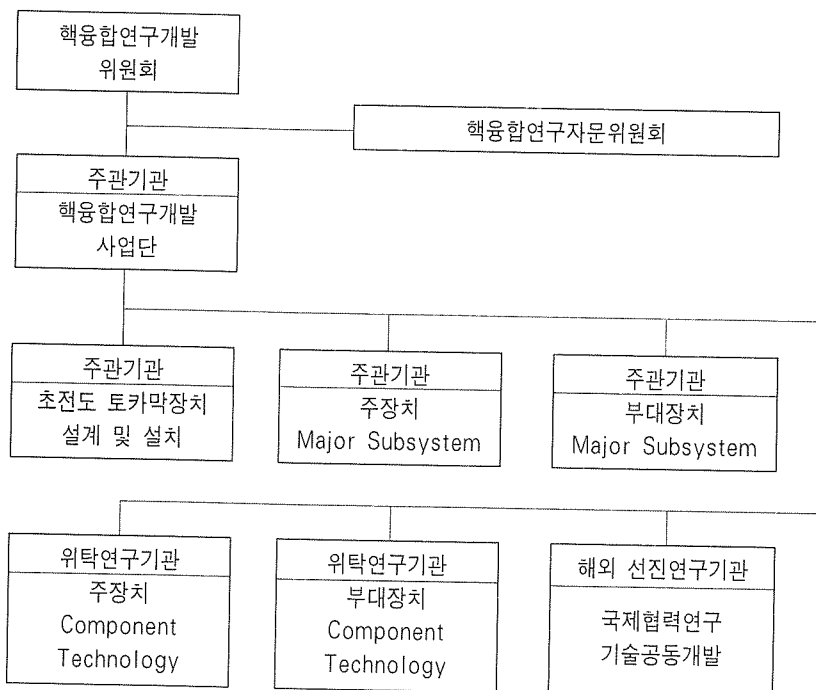 핵융합연구개발
위원회
핵융합연구자문위원회
주관기관
핵융합연구개발
사업단
주관기관
초전도 토카막장치
설계 및 설치
주관기관
주장치
Major Subsystem
주관기관
부대장치
Major Subsystem
위탁연구기관
주장치
Component
Technology
위탁연구기관
부대장치
Component
Technology
해외 선진연구기관
국제협력연구
기술공동개발